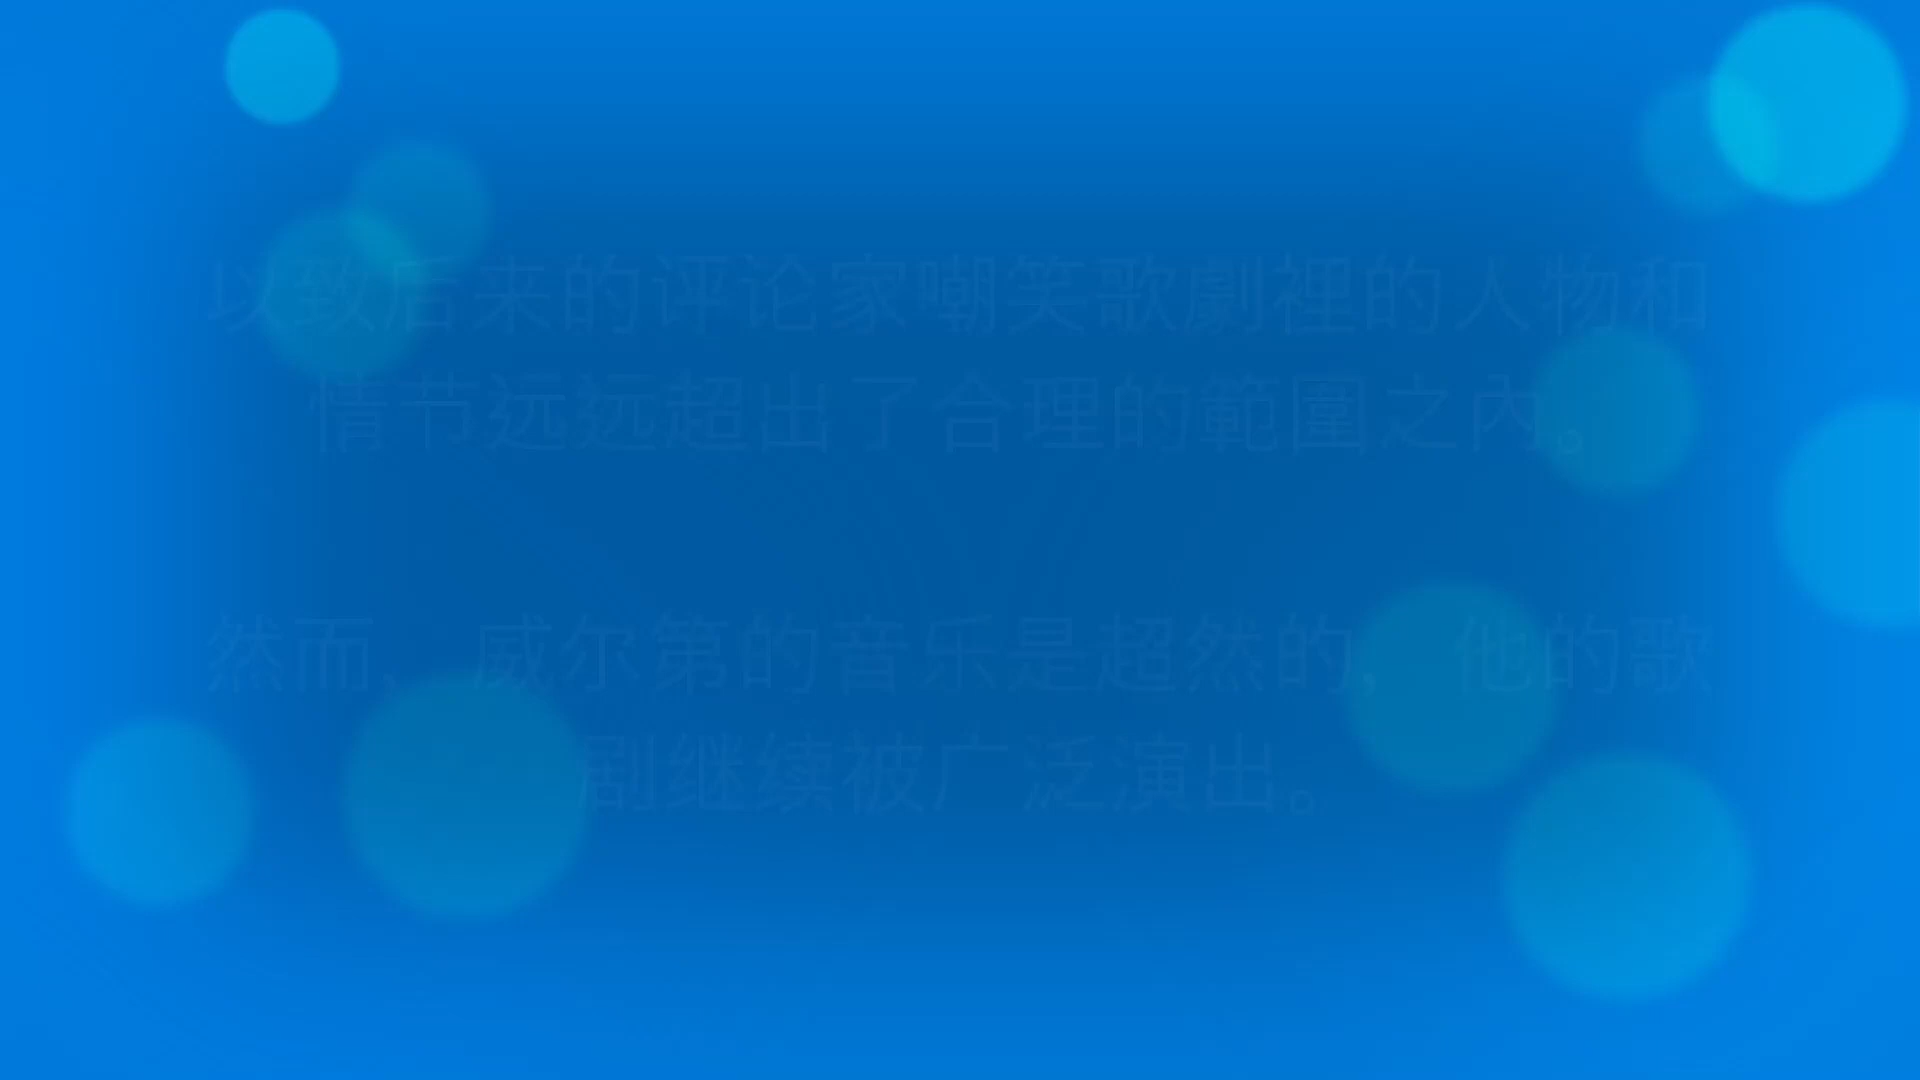 以致后来的评论家嘲笑歌劇裡的人物和
情节远远超出了合理的範圍之內。
然而，威尔第的音乐是超然的，他的歌
剧继续被广泛演出。